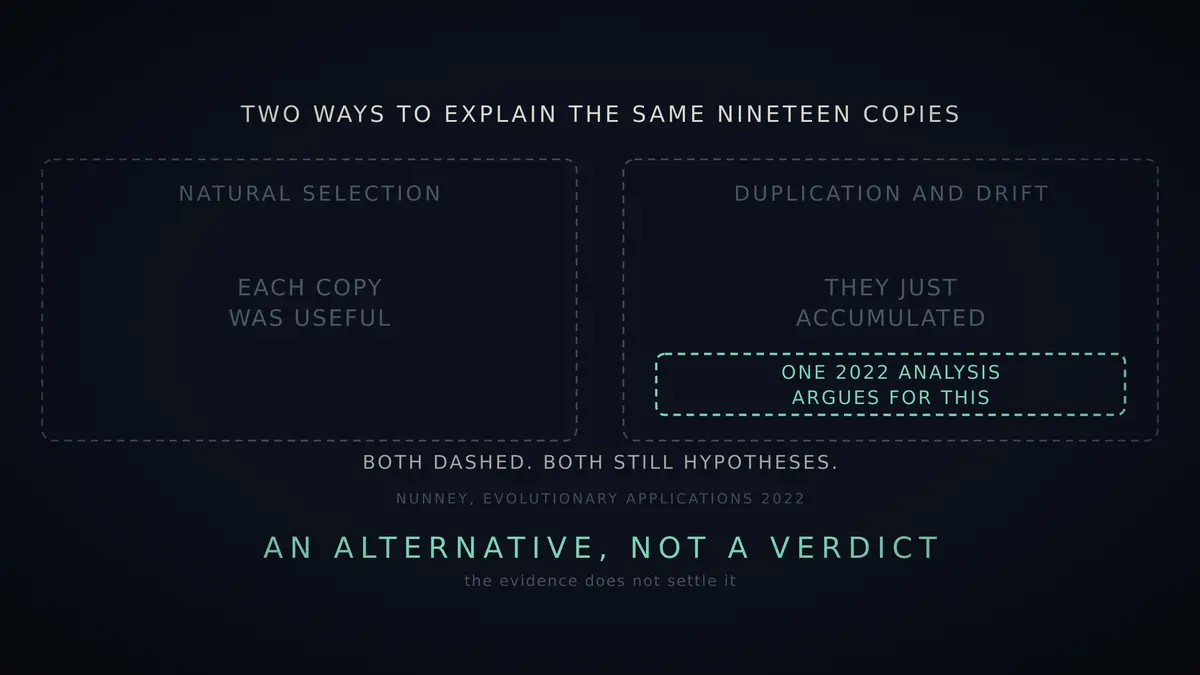 TWO WAYS TO EXPLAIN THE SAME NINETEEN COPIES
NATURAL SELECTION
EACH COPY
WAS USEFUL
DUPLICATION AND DRIFT
THEY JUST
ACCUMULATED
ONE 2022 ANALYSIS
ARGUES FOR THIS
BOTH DASHED. BOTH STILL HYPOTHESES.
NUNNEY, EVOLUTIONARY APPLICATIONS 2022
AN ALTERNATIVE, NOT A VERDICT
the evidence does not settle it